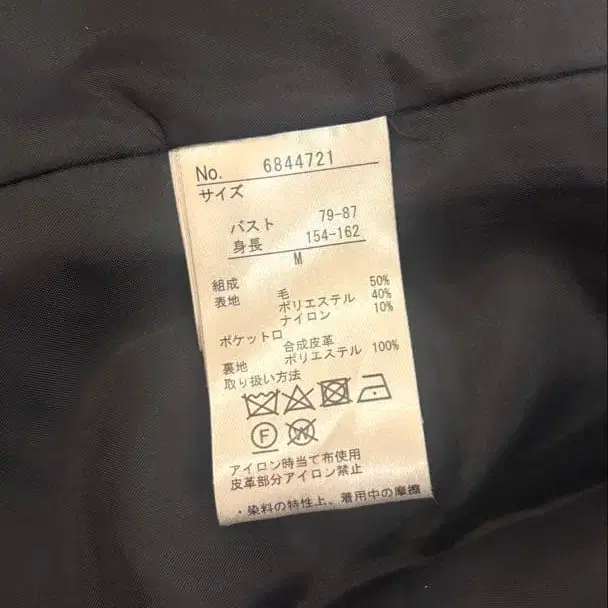 No. 6844721
サイズ
バスト 79-87
身長 154-162
M
組成
表地 毛 50%
ポリエステル 40%
ナイロン 10%
ポケット口
合成皮革
裏地 ポリエステル 100%
取り扱い方法
F W
アイロン時当て布使用
皮革部分アイロン禁止
・染料の特性上、着用中の摩擦